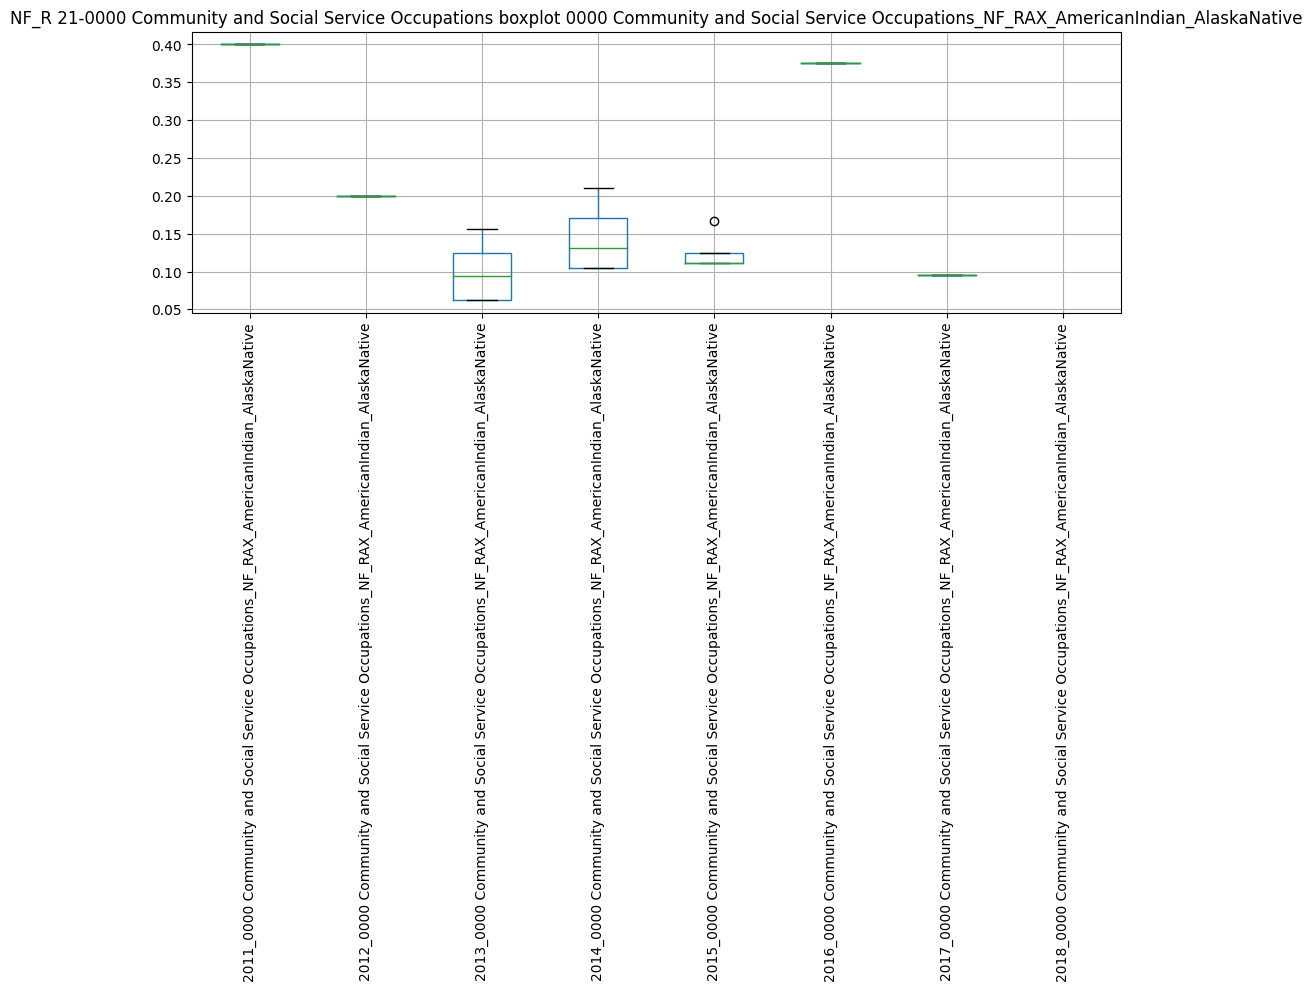 NF_R 21-0000 Community and Social Service Occupations boxplot 0000 Community and Social Service Occupations_NF_RAX_AmericanIndian_AlaskaNative
0.40
0.35
0.30
0.25
0.20
0.15
0.10
0.05
2011_0000 Community and Social Service Occupations_NF_RAX_AmericanIndian_AlaskaNative
2012_0000 Community and Social Service Occupations_NF_RAX_AmericanIndian_AlaskaNative
2013_0000 Community and Social Service Occupations_NF_RAX_AmericanIndian_AlaskaNative
2014_0000 Community and Social Service Occupations_NF_RAX_AmericanIndian_AlaskaNative
2015_0000 Community and Social Service Occupations_NF_RAX_AmericanIndian_AlaskaNative
2016_0000 Community and Social Service Occupations_NF_RAX_AmericanIndian_AlaskaNative
2017_0000 Community and Social Service Occupations_NF_RAX_AmericanIndian_AlaskaNative
2018_0000 Community and Social Service Occupations_NF_RAX_AmericanIndian_AlaskaNative